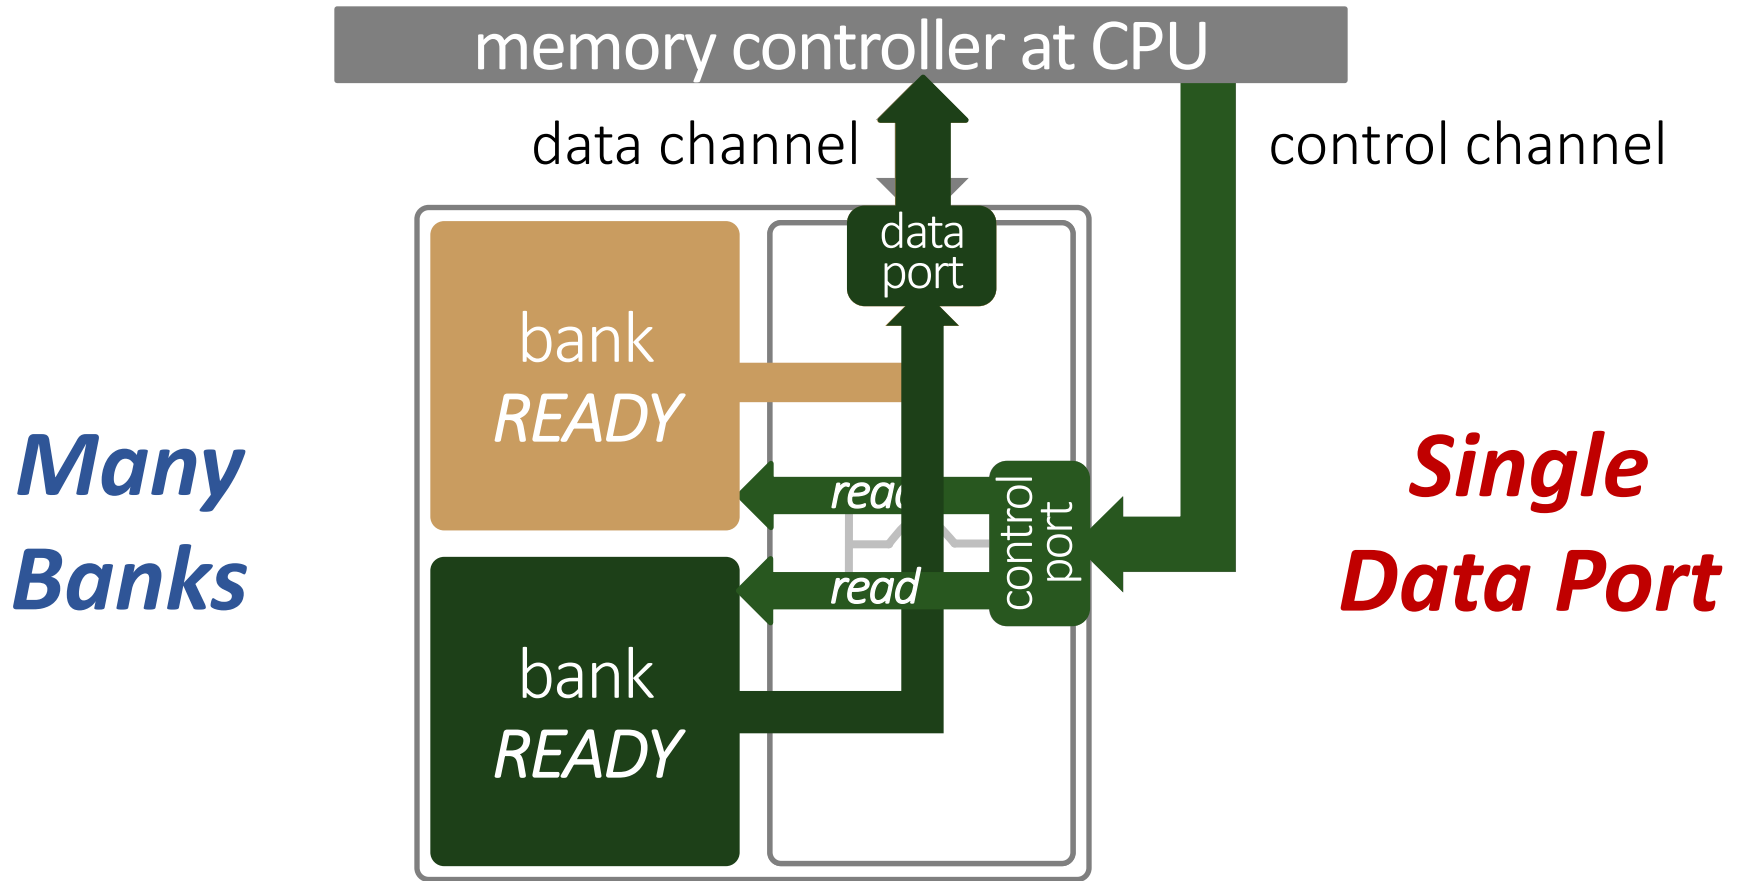 memory controller at CPU
data channel
control channel
data
port
bank
READY
Many
Banks
read
control
port
read
Single
Data Port
bank
READY